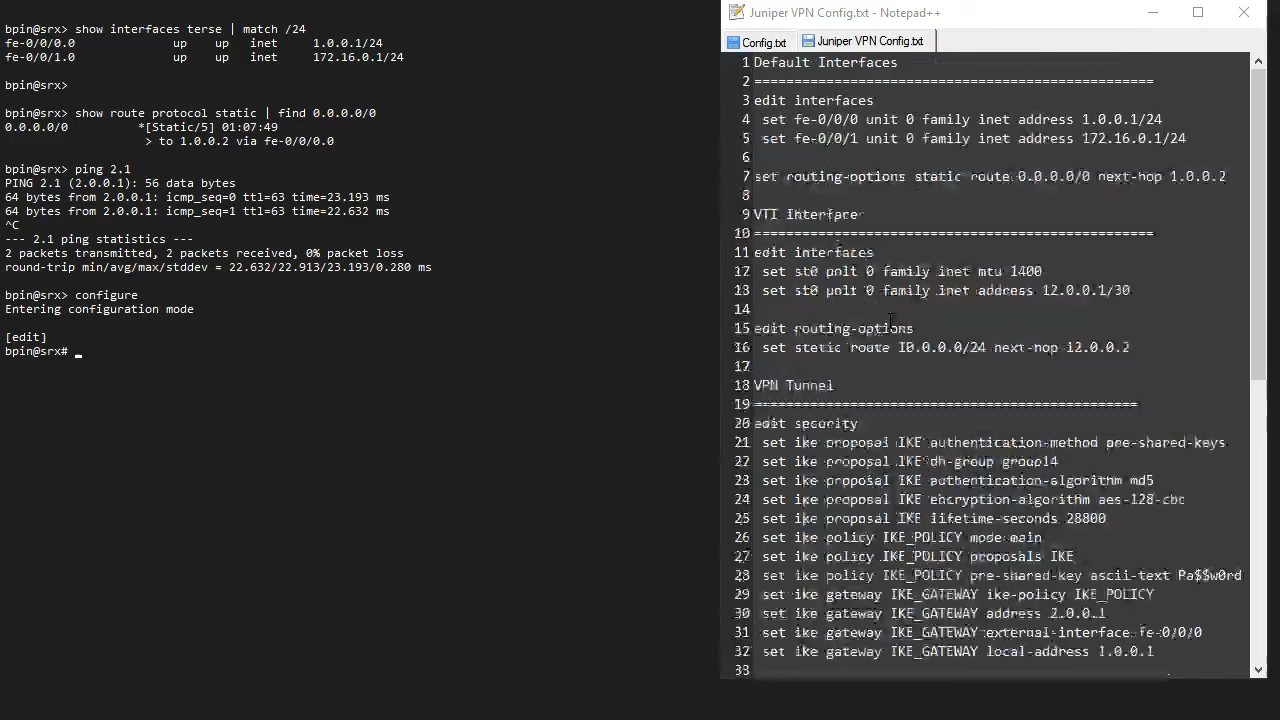 bpin@srx> show interfaces terse | match /24
fe-0/0/0.0 up up inet 1.0.0.1/24
fe-0/0/1.0 up up inet 172.16.0.1/24
bpin@srx>
bpin@srx> show route protocol static | find 0.0.0.0/0
0.0.0.0/0 *[Static/5] 01:07:49
> to 1.0.0.2 via fe-0/0/0.0
bpin@srx> ping 2.1
PING 2.1 (2.0.0.1): 56 data bytes
64 bytes from 2.0.0.1: icmp_seq=0 ttl=63 time=23.193 ms
64 bytes from 2.0.0.1: icmp_seq=1 ttl=63 time=22.632 ms
^C
--- 2.1 ping statistics ---
2 packets transmitted, 2 packets received, 0% packet loss
round-trip min/avg/max/stddev = 22.632/22.913/23.193/0.280 ms
bpin@srx> configure
Entering configuration mode
[edit]
bpin@srx#
Juniper VPN Config.txt - Notepad++
Config.txt
Juniper VPN Config.txt
1 Default Interfaces
2 ==================================================
3 edit interfaces
4 set fe-0/0/0 unit 0 family inet address 1.0.0.1/24
5 set fe-0/0/1 unit 0 family inet address 172.16.0.1/24
6
7 set routing-options static route 0.0.0.0/0 next-hop 1.0.0.2
8
9 VTI Interface
10 ==================================================
11 edit interfaces
12 set st0 unit 0 family inet mtu 1400
13 set st0 unit 0 family inet address 12.0.0.1/30
14
15 edit routing-options
16 set static route 10.0.0.0/24 next-hop 12.0.0.2
17
18 VPN Tunnel
19 ================================================
20 edit security
21 set ike proposal IKE authentication-method pre-shared-keys
22 set ike proposal IKE dh-group group14
23 set ike proposal IKE authentication-algorithm md5
24 set ike proposal IKE encryption-algorithm aes-128-cbc
25 set ike proposal IKE lifetime-seconds 28800
26 set ike policy IKE_POLICY mode main
27 set ike policy IKE_POLICY proposals IKE
28 set ike policy IKE_POLICY pre-shared-key ascii-text Pa$$w0rd
29 set ike gateway IKE_GATEWAY ike-policy IKE_POLICY
30 set ike gateway IKE_GATEWAY address 2.0.0.1
31 set ike gateway IKE_GATEWAY external-interface fe-0/0/0
32 set ike gateway IKE_GATEWAY local-address 1.0.0.1
33